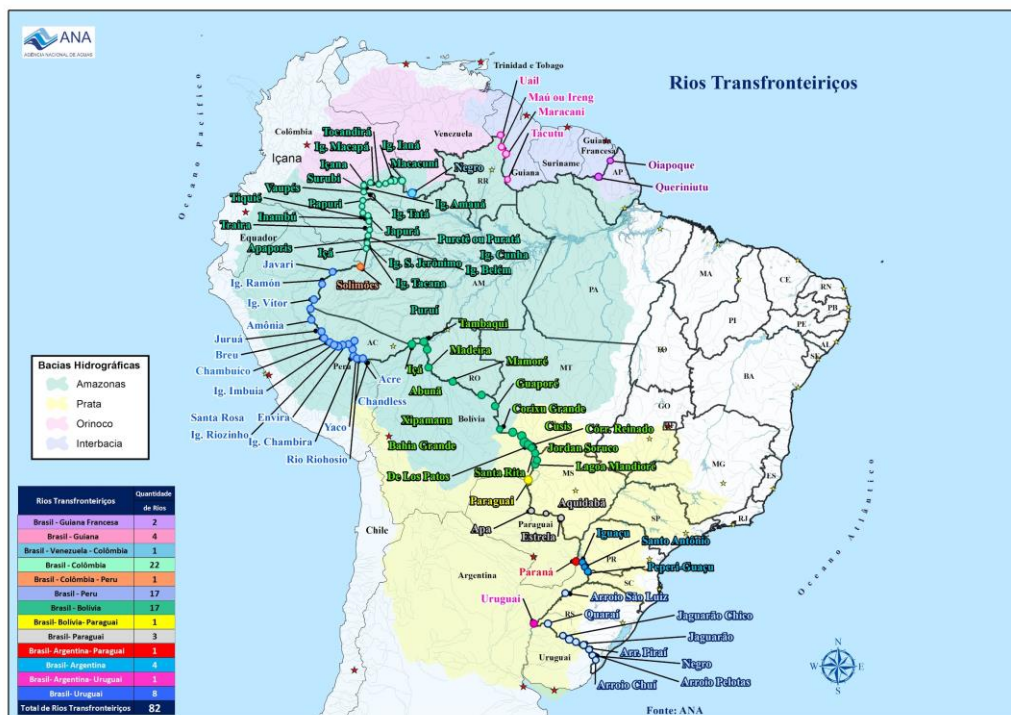 ANA
AGÊNCIA NACIONAL DE ÁGUAS
Rios Transfronteiriços
Oceano Pacífico
Oceano Atlântico
Trinidad e Tobago
Uail
Maú ou Ireng
Maracani
Tacutu
Colômbia
Içana
Tocandirá
Ig. Ianá
Ig. Macapá
Macacuni
Venezuela
Negro
Içana
Surubi
Vaupés
Papuri
Ig. Amauá
Ig. Tatá
Tiquié
Inambú
Japurá
Traíra
Equador
Apaporis
Puretê ou Puratá
Içá
Ig. Cunha
Ig. S. Jerônimo
Ig. Belém
Ig. Tacana
Solimões
RR
Guiana
Suriname
Guiana
Francesa
AP
Oiapoque
Queriniutu
Javari
Ig. Ramón
Ig. Vítor
Amônia
Juruá
Breu
Chambuico
Ig. Imbuia
Santa Rosa
Envira
Ig. Riozinho
Ig. Chambira
Yaco
Rio Riohosio
Acre
Chandless
Peru
AC
AM
PA
Puruí
Tambaqui
Madeira
Içá
Abunã
RO
Mamoré
Guaporé
MT
Bolívia
Xipamanu
Bahia Grande
De Los Patos
Corixu Grande
Casis
Córr. Reinado
Jordan Soruco
Santa Rita
Lagoa Mandioré
MS
Paraguai
Aquidabã
Apa
Paraguai
Estrela
MA
PI
CE
RN
PB
PE
AL
SE
BA
TO
GO
DF
MG
ES
RJ
SP
PR
SC
RS
Chile
Argentina
Iguaçu
Santo Antônio
Paraná
Peperi-Guaçu
Uruguai
Arroio São Luiz
Quaraí
Jaguarão Chico
Jaguarão
Arr. Piraí
Negro
Arroio Pelotas
Arroio Chuí
Uruguai
Bacias Hidrográficas
Amazonas
Prata
Orinoco
Interbacia
Rios Transfronteiriços Quantidade de Rios
Brasil - Guiana Francesa 2
Brasil - Guiana 4
Brasil - Venezuela - Colômbia 1
Brasil - Colômbia 22
Brasil - Colômbia - Peru 1
Brasil - Peru 17
Brasil - Bolívia 17
Brasil- Bolívia- Paraguai 1
Brasil- Paraguai 3
Brasil -Argentina- Paraguai 1
Brasil- Argentina 4
Brasil- Argentina- Uruguai 1
Brasil- Uruguai 8
Total de Rios Transfronteiriços 82
N
W
E
S
Fonte: ANA